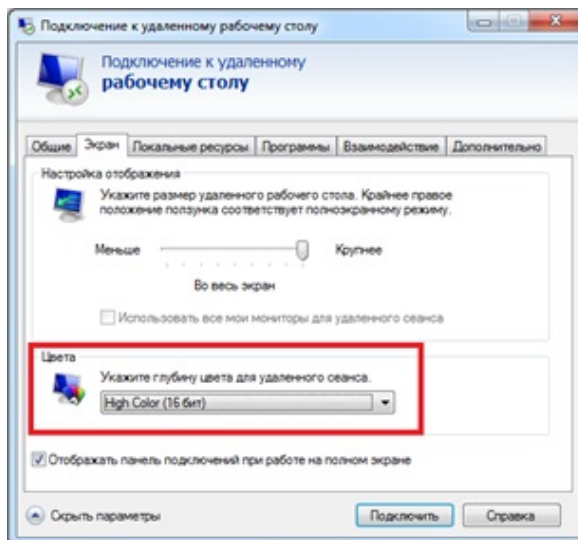 Подключение к удаленному рабочему столу
Подключение к удаленному
рабочему столу
Общие Экран Локальные ресурсы Программы Взаимодействие Дополнительно
Настройка отображения
Укажите размер удаленного рабочего стола. Крайнее правое
положение ползунка соответствует полноэкранному режиму.
Меньше Крупнее
Во весь экран
Использовать все мои мониторы для удаленного сеанса
Цвета
Укажите глубину цвета для удаленного сеанса.
High Color (16 бит)
Отображать панель подключений при работе на полном экране
Скрыть параметры Подключить Справка